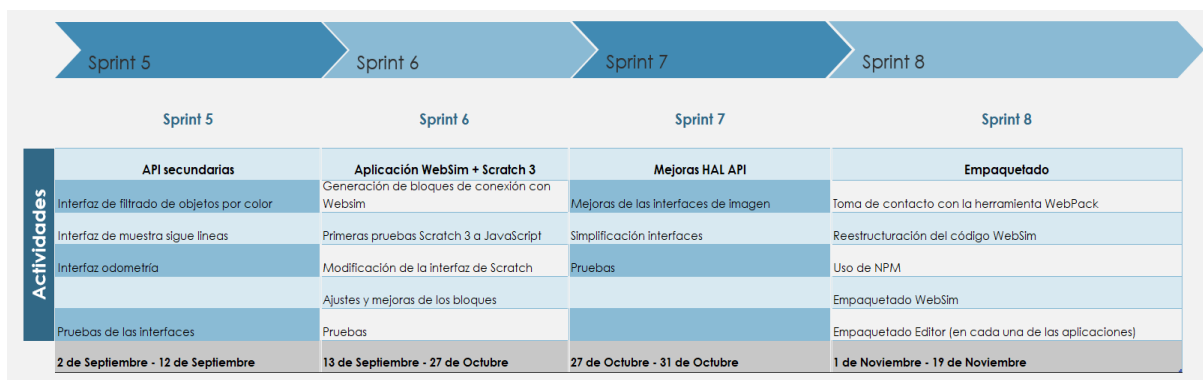 Sprint 5
Sprint 6
Sprint 7
Sprint 8
Sprint 5
Sprint 6
Sprint 7
Sprint 8
Actividades
API secundarias
Aplicación WebSim + Scratch 3
Mejoras HAL API
Empaquetado
Interfaz de filtrado de objetos por color
Generación de bloques de conexión con
Websim
Mejoras de las interfaces de imagen
Toma de contacto con la herramienta WebPack
Interfaz de muestra sigue lineas
Primeras pruebas Scratch 3 a JavaScript
Simplificación interfaces
Reestructuración del código WebSim
Interfaz odometría
Modificación de la interfaz de Scratch
Pruebas
Uso de NPM
Ajustes y mejoras de los bloques
Empaquetado WebSim
Pruebas de las interfaces
Pruebas
Empaquetado Editor (en cada una de las aplicaciones)
2 de Septiembre - 12 de Septiembre
13 de Septiembre - 27 de Octubre
27 de Octubre - 31 de Octubre
1 de Noviembre - 19 de Noviembre